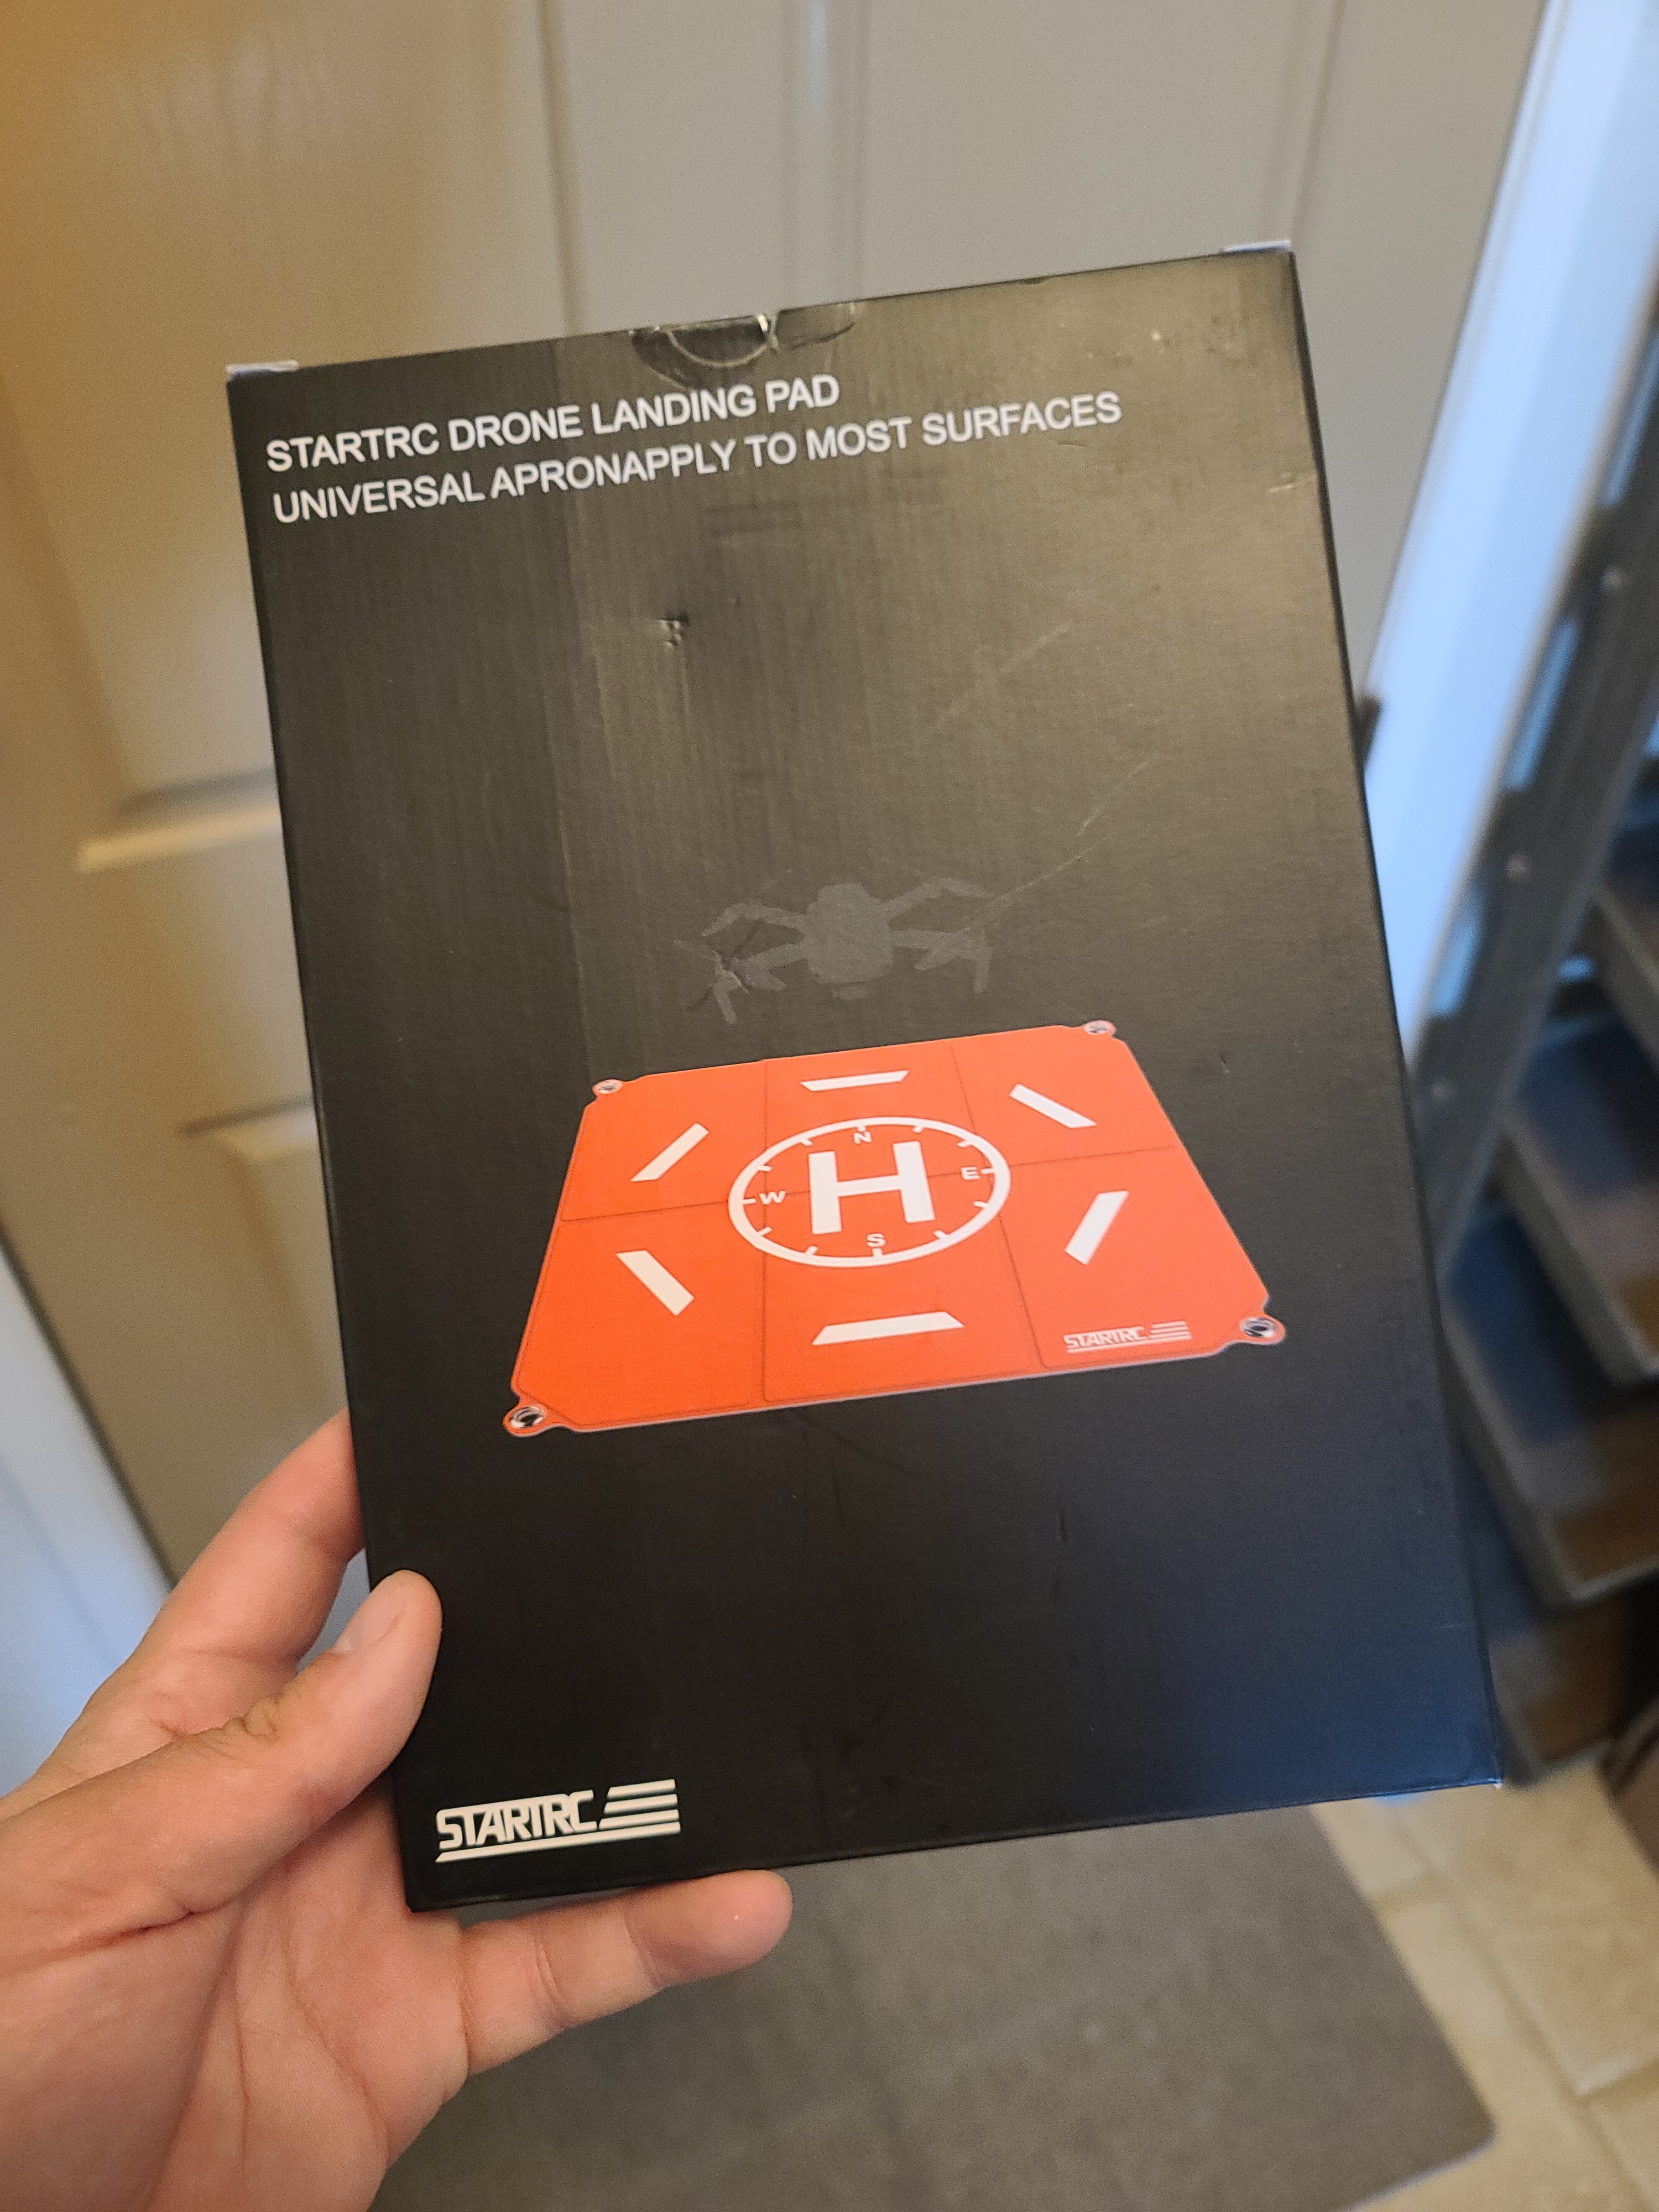 STARTRC DRONE LANDING PAD
UNIVERSAL APRONAPPLY TO MOST SURFACES
N
W H E
S
STARTRC
STARTRC